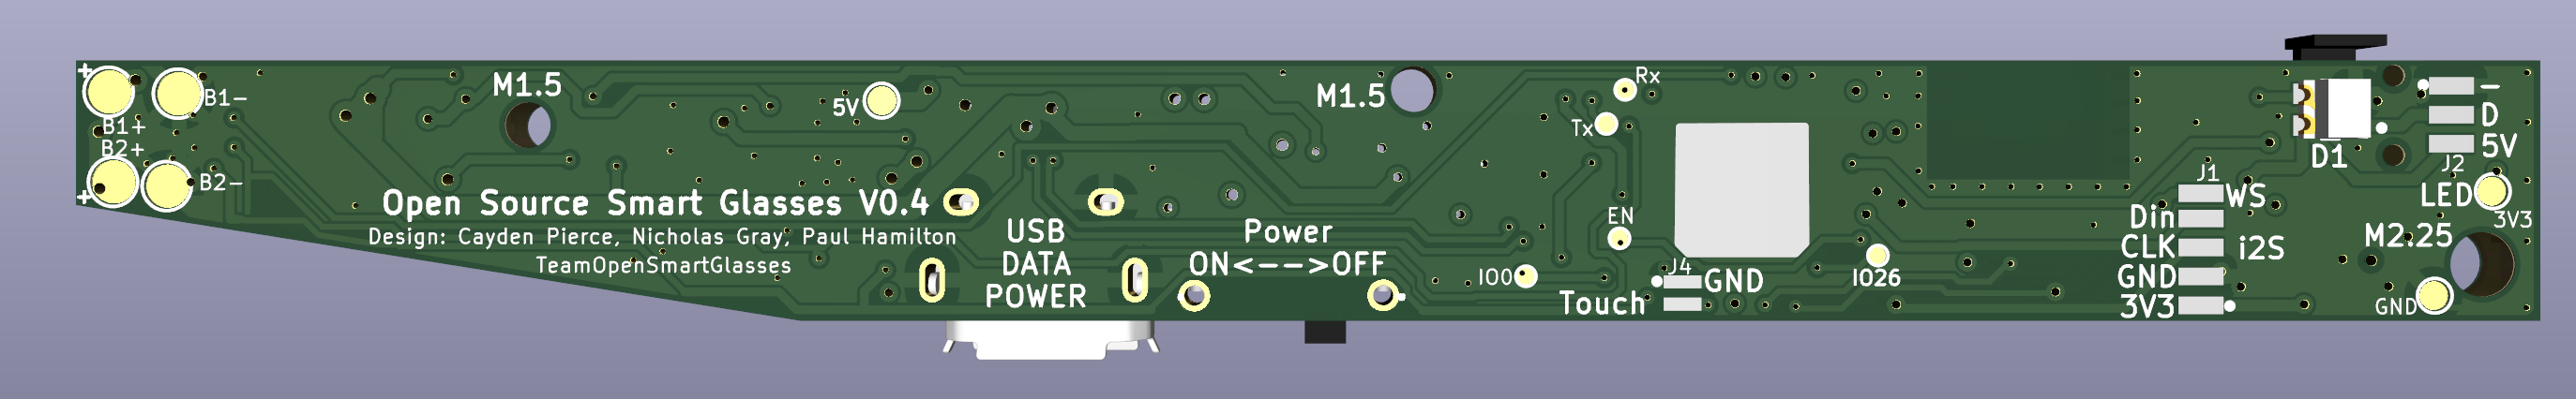 +
B1-
B1+
B2+
B2-
+
M1.5
5V
Open Source Smart Glasses V0.4
Design: Cayden Pierce, Nicholas Gray, Paul Hamilton
TeamOpenSmartGlasses
USB
DATA
POWER
Power
ON<-->OFF
M1.5
Rx
Tx
EN
IO0
J4
GND
Touch
IO26
J1
WS
Din
CLK
GND
3V3
i2S
D1
-
D
5V
J2
LED
3V3
M2.25
GND